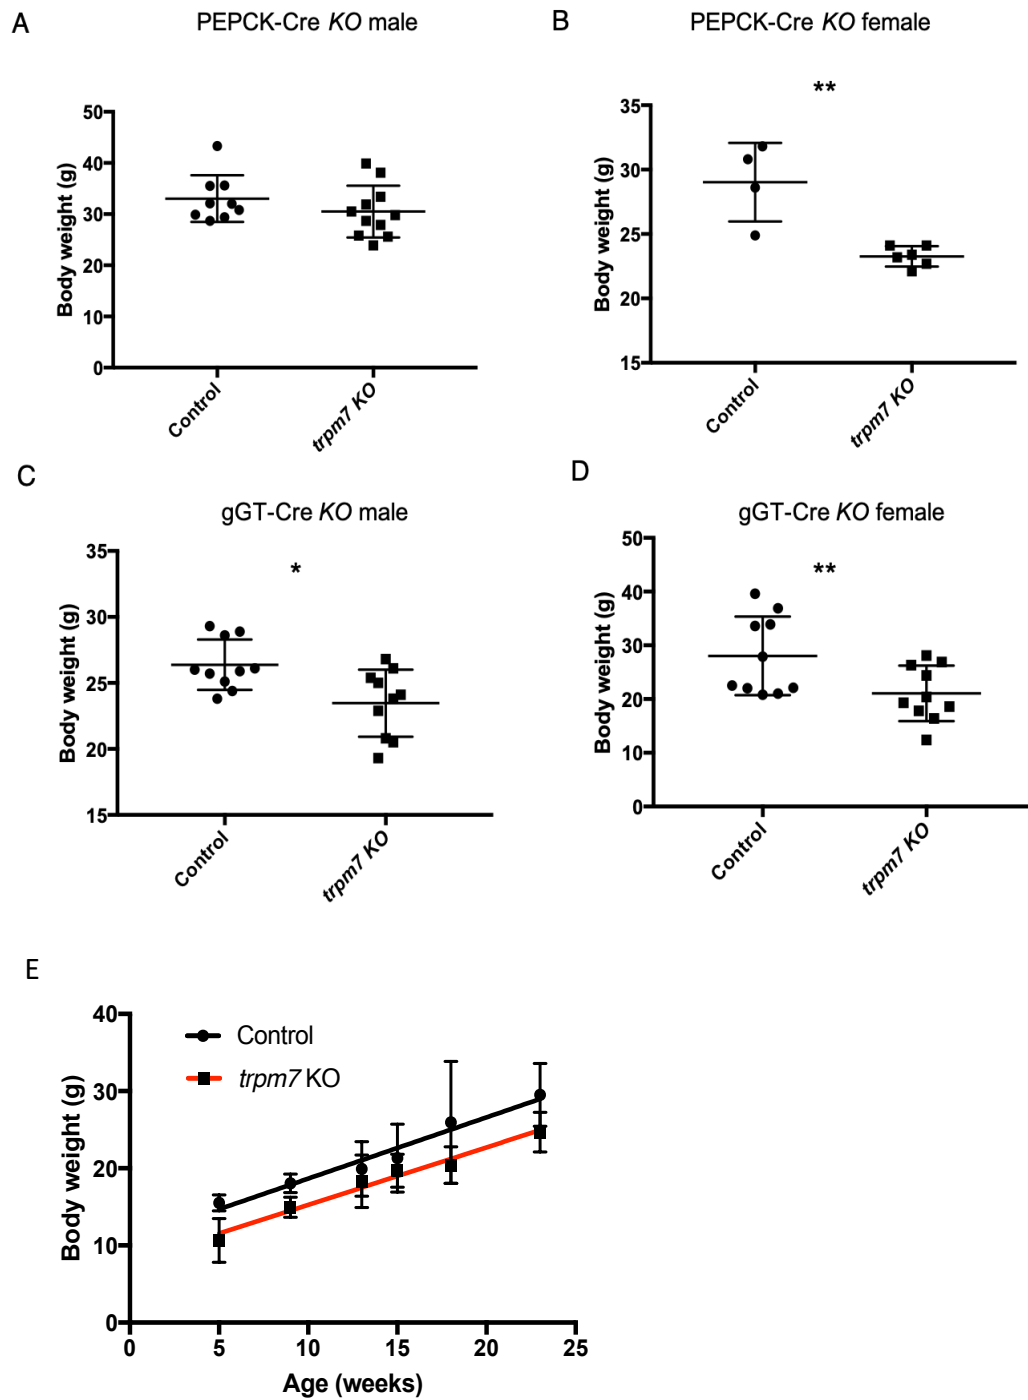 A
PEPCK-Cre KO male
Body weight (g)
50
40
30
20
10
0
Control
trpm7 KO
B
PEPCK-Cre KO female
**
Body weight (g)
35
30
25
20
15
Control
trpm7 KO
C
gGT-Cre KO male
*
Body weight (g)
35
30
25
20
15
Control
trpm7 KO
D
gGT-Cre KO female
**
Body weight (g)
50
40
30
20
10
0
Control
trpm7 KO
E
Body weight (g)
40
30
20
10
0
Control
trpm7 KO
0 5 10 15 20 25
Age (weeks)